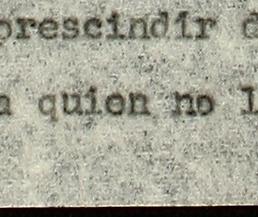 prescindir d
a quien no l